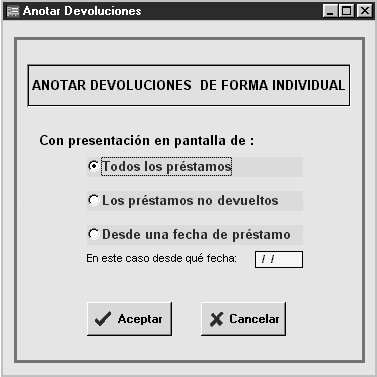 Anotar Devoluciones
ANOTAR DEVOLUCIONES DE FORMA INDIVIDUAL
Con presentación en pantalla de :
Todos los préstamos
Los préstamos no devueltos
Desde una fecha de préstamo
En este caso desde qué fecha: / /
Aceptar Cancelar